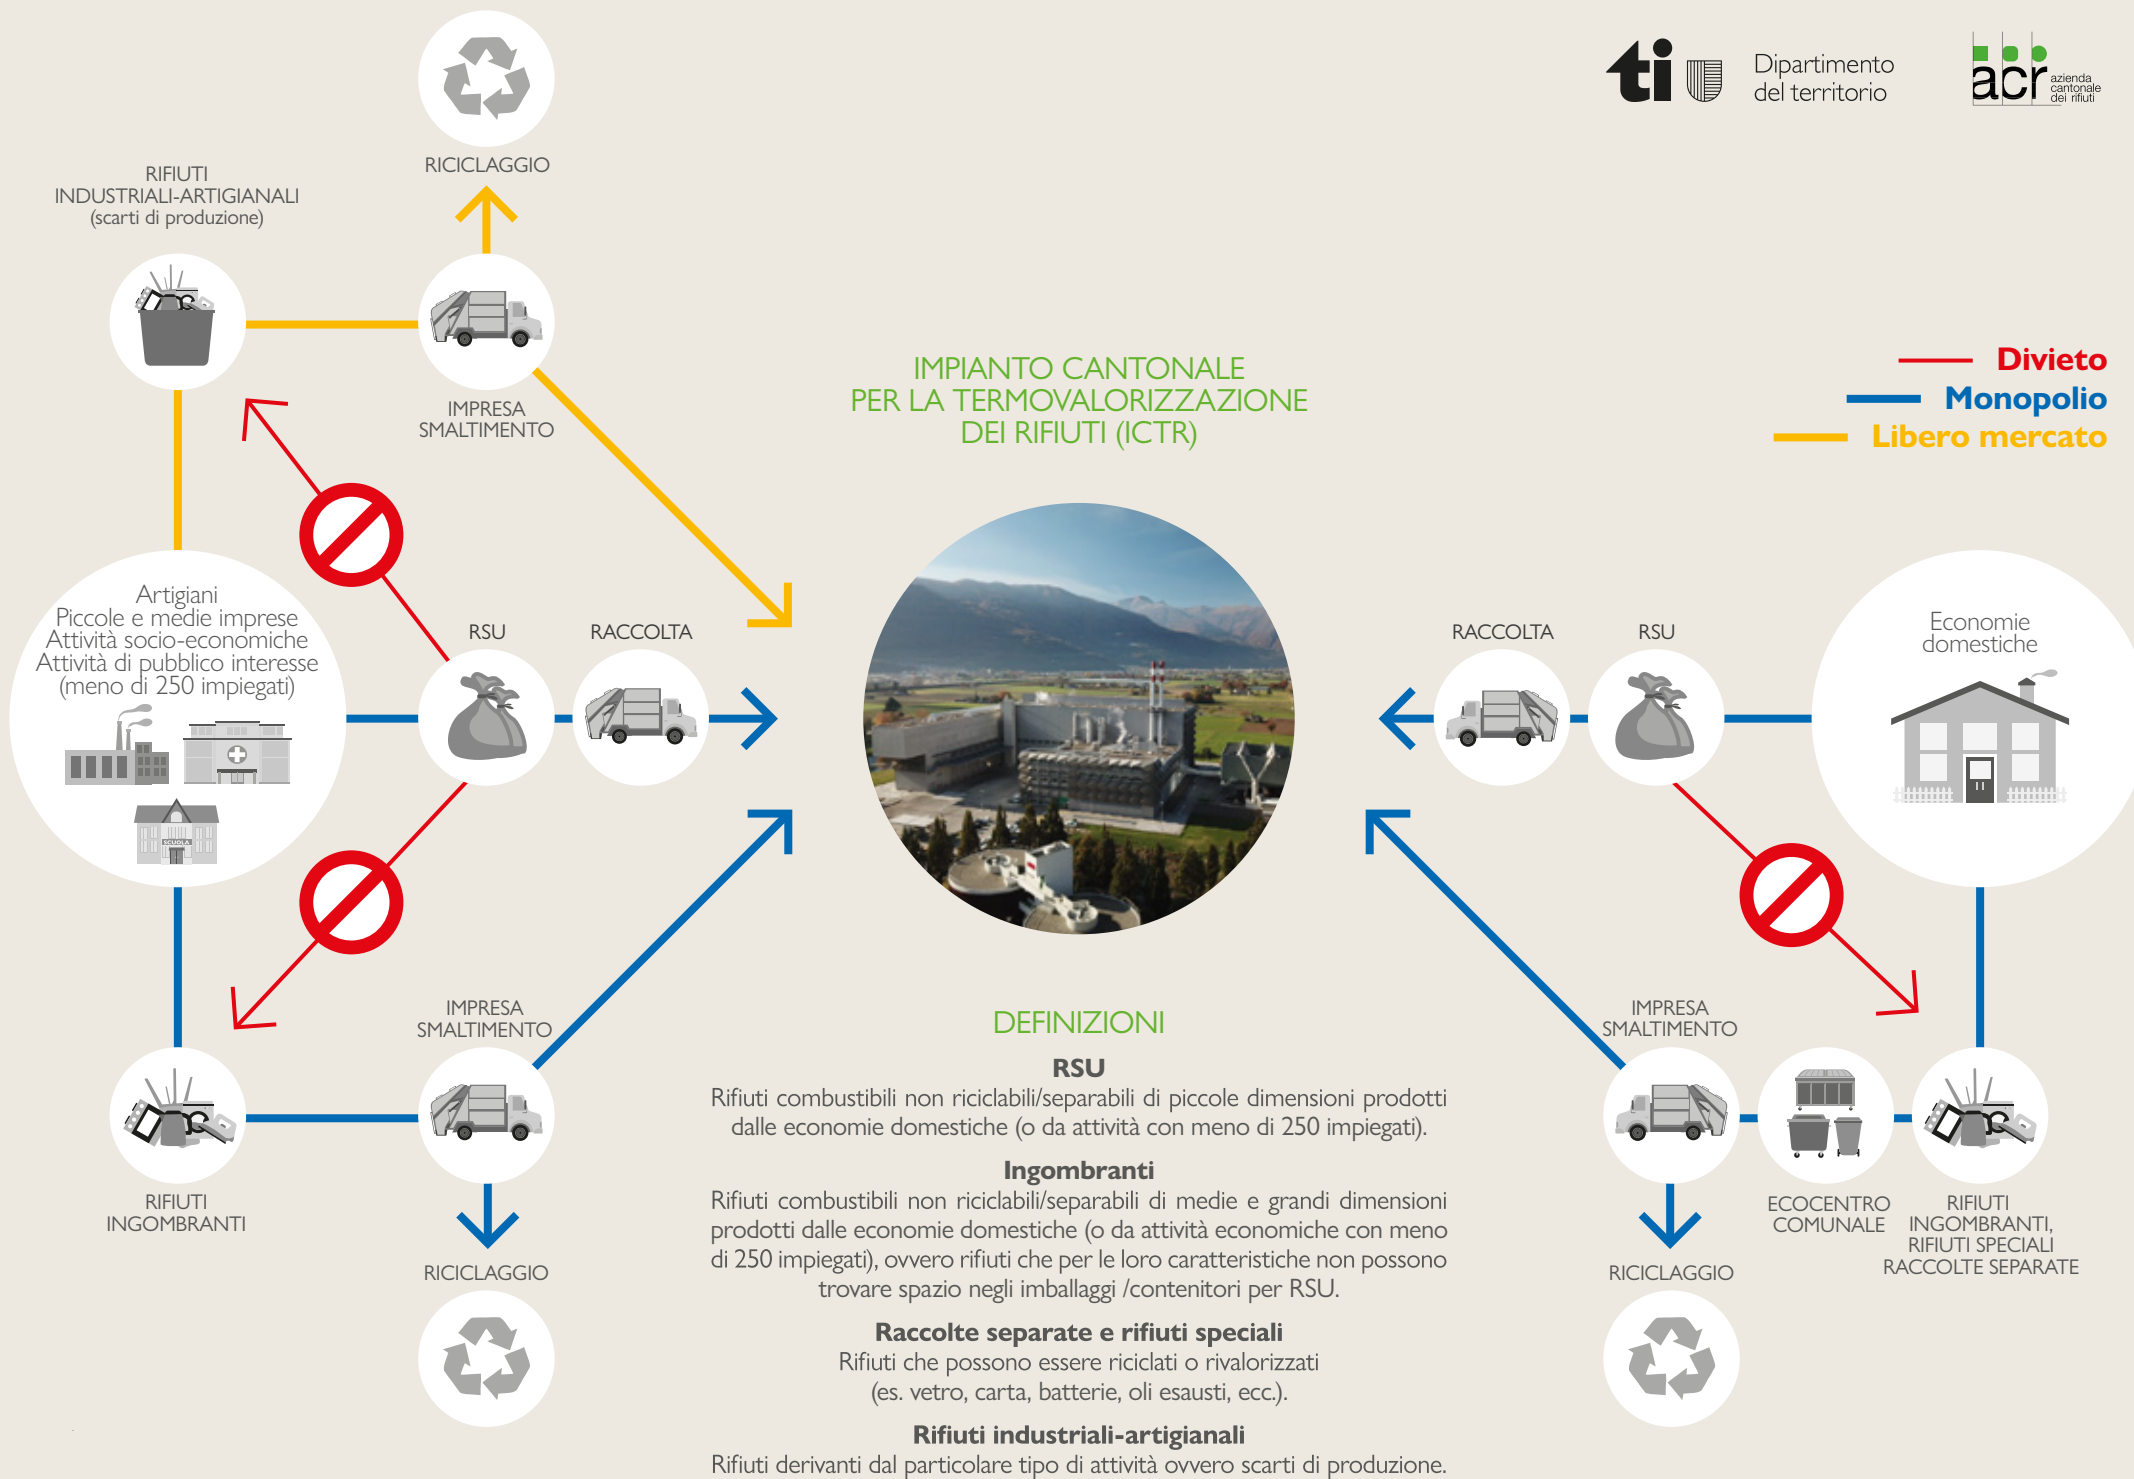 ti
Dipartimento
del territorio
acr
azienda
cantonale
dei rifiuti
RICICLAGGIO
RIFIUTI
INDUSTRIALI-ARTIGIANALI
(scarti di produzione)
IMPRESA
SMALTIMENTO
IMPIANTO CANTONALE
PER LA TERMOVALORIZZAZIONE
DEI RIFIUTI (ICTR)
Divieto
Monopolio
Libero mercato
Artigiani
Piccole e medie imprese
Attività socio-economiche
Attività di pubblico interesse
(meno di 250 impiegati)
SCUOLA
RSU
RACCOLTA
RACCOLTA
RSU
Economie
domestiche
IMPRESA
SMALTIMENTO
RIFIUTI
INGOMBRANTI
RICICLAGGIO
DEFINIZIONI
RSU
Rifiuti combustibili non riciclabili/separabili di piccole dimensioni prodotti
dalle economie domestiche (o da attività con meno di 250 impiegati).
Ingombranti
Rifiuti combustibili non riciclabili/separabili di medie e grandi dimensioni
prodotti dalle economie domestiche (o da attività economiche con meno
di 250 impiegati), ovvero rifiuti che per le loro caratteristiche non possono
trovare spazio negli imballaggi /contenitori per RSU.
Raccolte separate e rifiuti speciali
Rifiuti che possono essere riciclati o rivalorizzati
(es. vetro, carta, batterie, oli esausti, ecc.).
Rifiuti industriali-artigianali
Rifiuti derivanti dal particolare tipo di attività ovvero scarti di produzione.
IMPRESA
SMALTIMENTO
ECOCENTRO
COMUNALE
RIFIUTI
INGOMBRANTI,
RIFIUTI SPECIALI
RACCOLTE SEPARATE
RICICLAGGIO